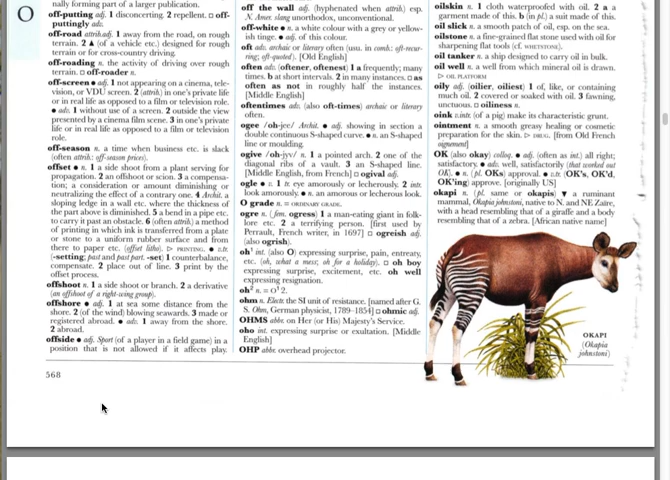 nally forming part of a larger publication.
off-putting adj. 1 disconcerting. 2 repellent. □ off-
puttingly adv.
off-road attrib.adj. 1 away from the road, on rough
terrain. 2 ▲ (of a vehicle etc.) designed for rough
terrain or for cross-country driving.
off-roading n. the activity of driving over rough
terrain. □ off-roader n.
off-screen ● adj. 1 not appearing on a cinema, tele-
vision, or VDU screen. 2 (attrib.) in one's private life
or in real life as opposed to a film or television role.
● adv. 1 without use of a screen. 2 outside the view
presented by a cinema film scene. 3 in one's private
life or in real life as opposed to a film or television
role.
off-season n. a time when business etc. is slack
(often attrib.: off-season prices).
offset ● n. 1 a side shoot from a plant serving for
propagation. 2 an offshoot or scion. 3 a compensa-
tion; a consideration or amount diminishing or
neutralizing the effect of a contrary one. 4 Archit. a
sloping ledge in a wall etc. where the thickness of
the part above is diminished. 5 a bend in a pipe etc.
to carry it past an obstacle. 6 (often attrib.) a method
of printing in which ink is transferred from a plate
or stone to a uniform rubber surface and from
there to paper etc. (offset litho). ▷ PRINTING. ● v.tr.
(-setting; past and past part. -set) 1 counterbalance,
compensate. 2 place out of line. 3 print by the
offset process.
offshoot n. 1 a side shoot or branch. 2 a derivative
(an offshoot of a right-wing group).
offshore ● adj. 1 at sea some distance from the
shore. 2 (of the wind) blowing seawards. 3 made or
registered abroad. ● adv. 1 away from the shore.
2 abroad.
offside ● adj. Sport (of a player in a field game) in a
position that is not allowed if it affects play.
568
off the wall adj. (hyphenated when attrib.) esp.
N. Amer. slang unorthodox, unconventional.
off-white ● n. a white colour with a grey or yellow-
ish tinge. ● adj. of this colour.
oft adv. archaic or literary often (usu. in comb.: oft-recur-
ring; oft-quoted). [Old English]
often adv. (oftener, oftenest) 1 a frequently; many
times. b at short intervals. 2 in many instances. □ as
often as not in roughly half the instances.
[Middle English]
oftentimes adv. (also oft-times) archaic or literary
often.
ogee /oh-jee/ Archit. ● adj. showing in section a
double continuous S-shaped curve. ● n. an S-shaped
line or moulding.
ogive /oh-jyv/ n. 1 a pointed arch. 2 one of the
diagonal ribs of a vault. 3 an S-shaped line.
[Middle English, from French] □ ogival adj.
ogle ● v. 1 tr. eye amorously or lecherously. 2 intr.
look amorously. ● n. an amorous or lecherous look.
O grade n. = ORDINARY GRADE.
ogre n. (fem. ogress) 1 a man-eating giant in folk-
lore etc. 2 a terrifying person. [first used by
Perrault, French writer, in 1697] □ ogreish adj.
(also ogrish).
oh¹ int. (also O) expressing surprise, pain, entreaty,
etc. (oh, what a mess; oh for a holiday). □ oh boy
expressing surprise, excitement, etc. oh well
expressing resignation.
oh² n. = O¹ 2.
ohm n. Electr. the SI unit of resistance. [named after G.
S. Ohm, German physicist, 1789–1854] □ ohmic adj.
OHMS abbr. on Her (or His) Majesty's Service.
oho int. expressing surprise or exultation. [Middle
English]
OHP abbr. overhead projector.
oilskin n. 1 cloth waterproofed with oil. 2 a a
garment made of this. b (in pl.) a suit made of this.
oil slick n. a smooth patch of oil, esp. on the sea.
oilstone n. a fine-grained flat stone used with oil for
sharpening flat tools (cf. WHETSTONE).
oil tanker n. a ship designed to carry oil in bulk.
oil well n. a well from which mineral oil is drawn.
▷ OIL PLATFORM
oily adj. (oilier, oiliest) 1 of, like, or containing
much oil. 2 covered or soaked with oil. 3 fawning,
unctuous. □ oiliness n.
oink v.intr. (of a pig) make its characteristic grunt.
ointment n. a smooth greasy healing or cosmetic
preparation for the skin. ▷ DRUG. [from Old French
oignement]
OK (also okay) colloq. ● adj. (often as int.) all right;
satisfactory. ● adv. well, satisfactorily (that worked out
OK). ● n. (pl. OKs) approval. ● v.tr. (OK's, OK'd,
OK'ing) approve. [originally US]
okapi n. (pl. same or okapis) ▼ a ruminant
mammal, Okapia johnstoni, native to N. and NE Zaire,
with a head resembling that of a giraffe and a body
resembling that of a zebra. [African native name]
OKAPI
(Okapia
johnstoni)
O